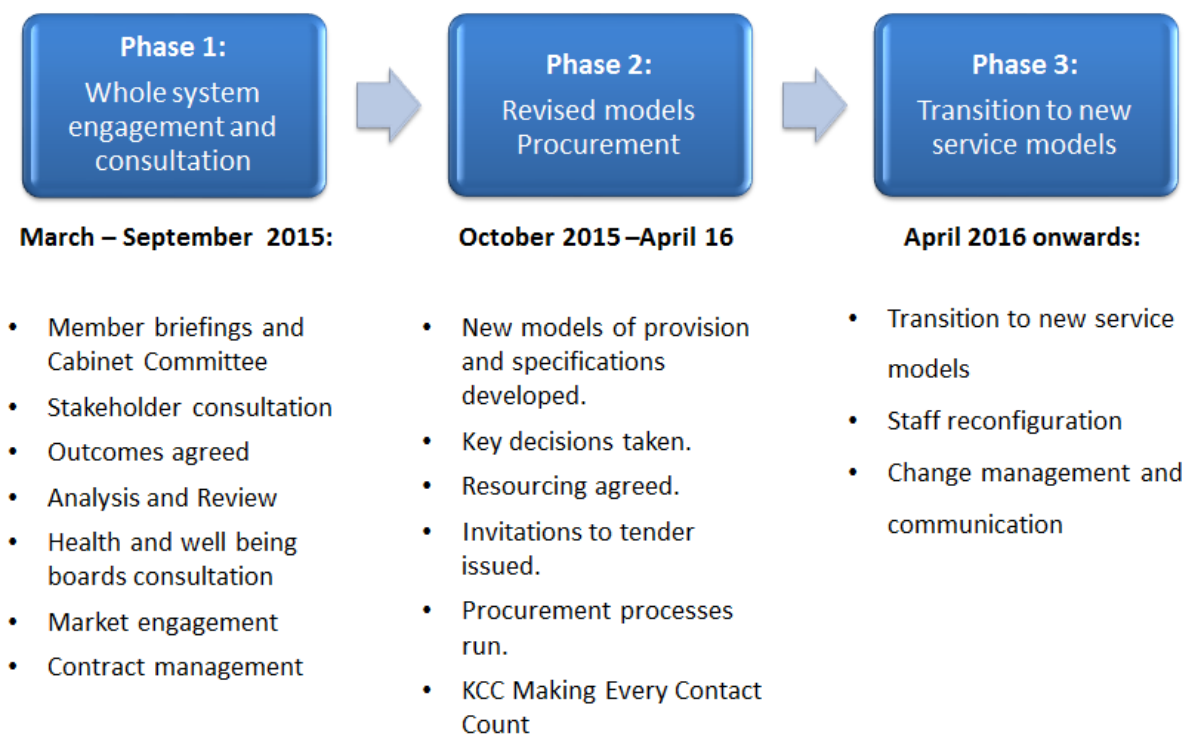 Phase 1:
Whole system
engagement and
consultation
March – September 2015:
• Member briefings and
Cabinet Committee
• Stakeholder consultation
• Outcomes agreed
• Analysis and Review
• Health and well being
boards consultation
• Market engagement
• Contract management
Phase 2:
Revised models
Procurement
October 2015 –April 16
• New models of provision
and specifications
developed.
• Key decisions taken.
• Resourcing agreed.
• Invitations to tender
issued.
• Procurement processes
run.
• KCC Making Every Contact
Count
Phase 3:
Transition to new
service models
April 2016 onwards:
• Transition to new service
models
• Staff reconfiguration
• Change management and
communication